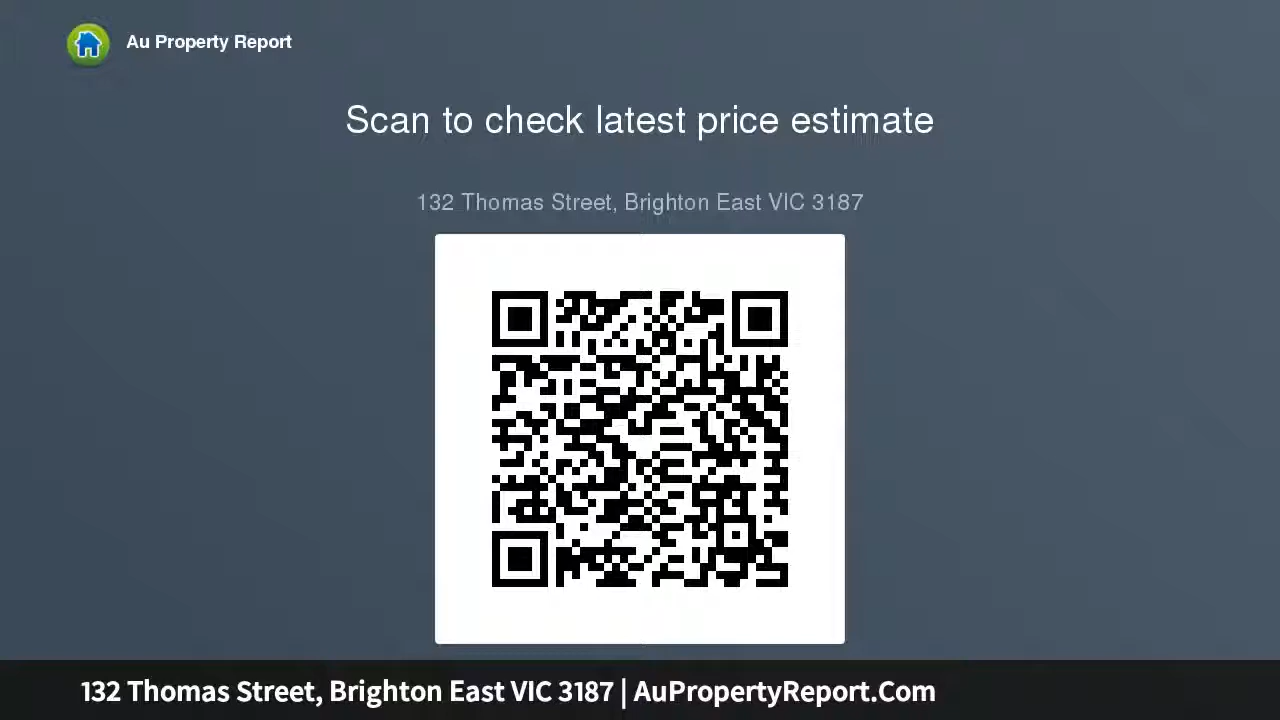 Au Property Report
Scan to check latest price estimate
132 Thomas Street, Brighton East VIC 3187
132 Thomas Street, Brighton East VIC 3187 | AuPropertyReport.Com